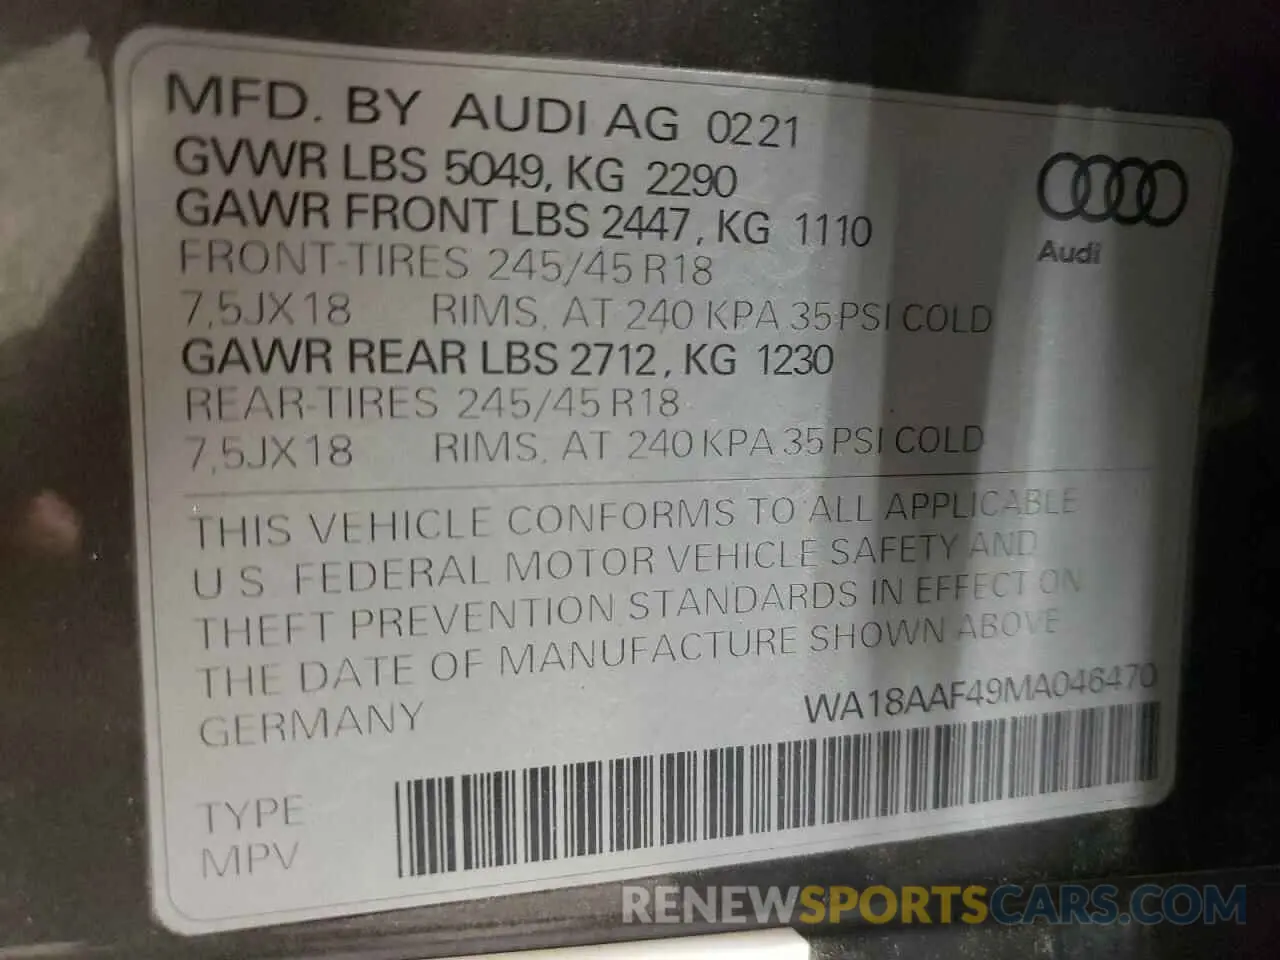 MFD. BY AUDI AG 0221
GVWR LBS 5049, KG 2290
GAWR FRONT LBS 2447, KG 1110
FRONT-TIRES 245/45 R18
7,5JX18 RIMS, AT 240 KPA 35 PSI COLD
GAWR REAR LBS 2712, KG 1230
REAR-TIRES 245/45 R18
7,5JX18 RIMS, AT 240 KPA 35 PSI COLD
Audi
THIS VEHICLE CONFORMS TO ALL APPLICABLE
U S FEDERAL MOTOR VEHICLE SAFETY AND
THEFT PREVENTION STANDARDS IN EFFECT ON
THE DATE OF MANUFACTURE SHOWN ABOVE
GERMANY
WA18AAF49MA046470
TYPE
MPV
RENEWSPORTSCARS.COM